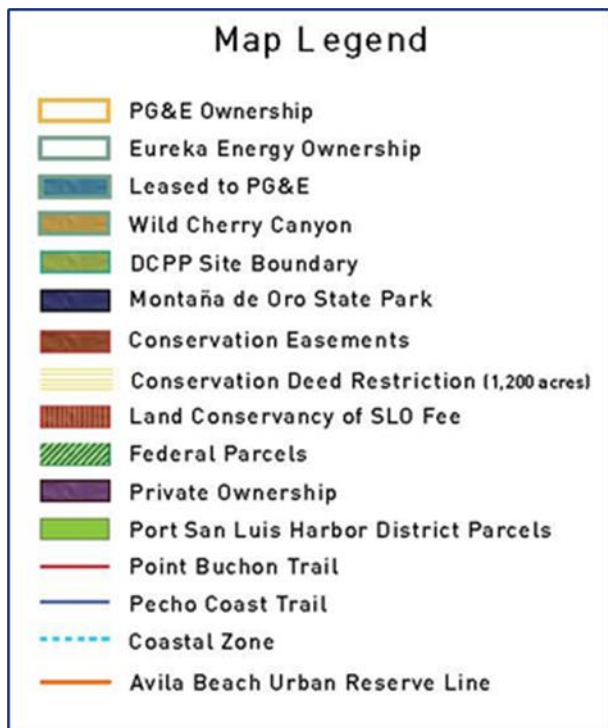 Map Legend
PG&E Ownership
Eureka Energy Ownership
Leased to PG&E
Wild Cherry Canyon
DCPP Site Boundary
Montaña de Oro State Park
Conservation Easements
Conservation Deed Restriction (1,200 acres)
Land Conservancy of SLO Fee
Federal Parcels
Private Ownership
Port San Luis Harbor District Parcels
Point Buchon Trail
Pecho Coast Trail
Coastal Zone
Avila Beach Urban Reserve Line